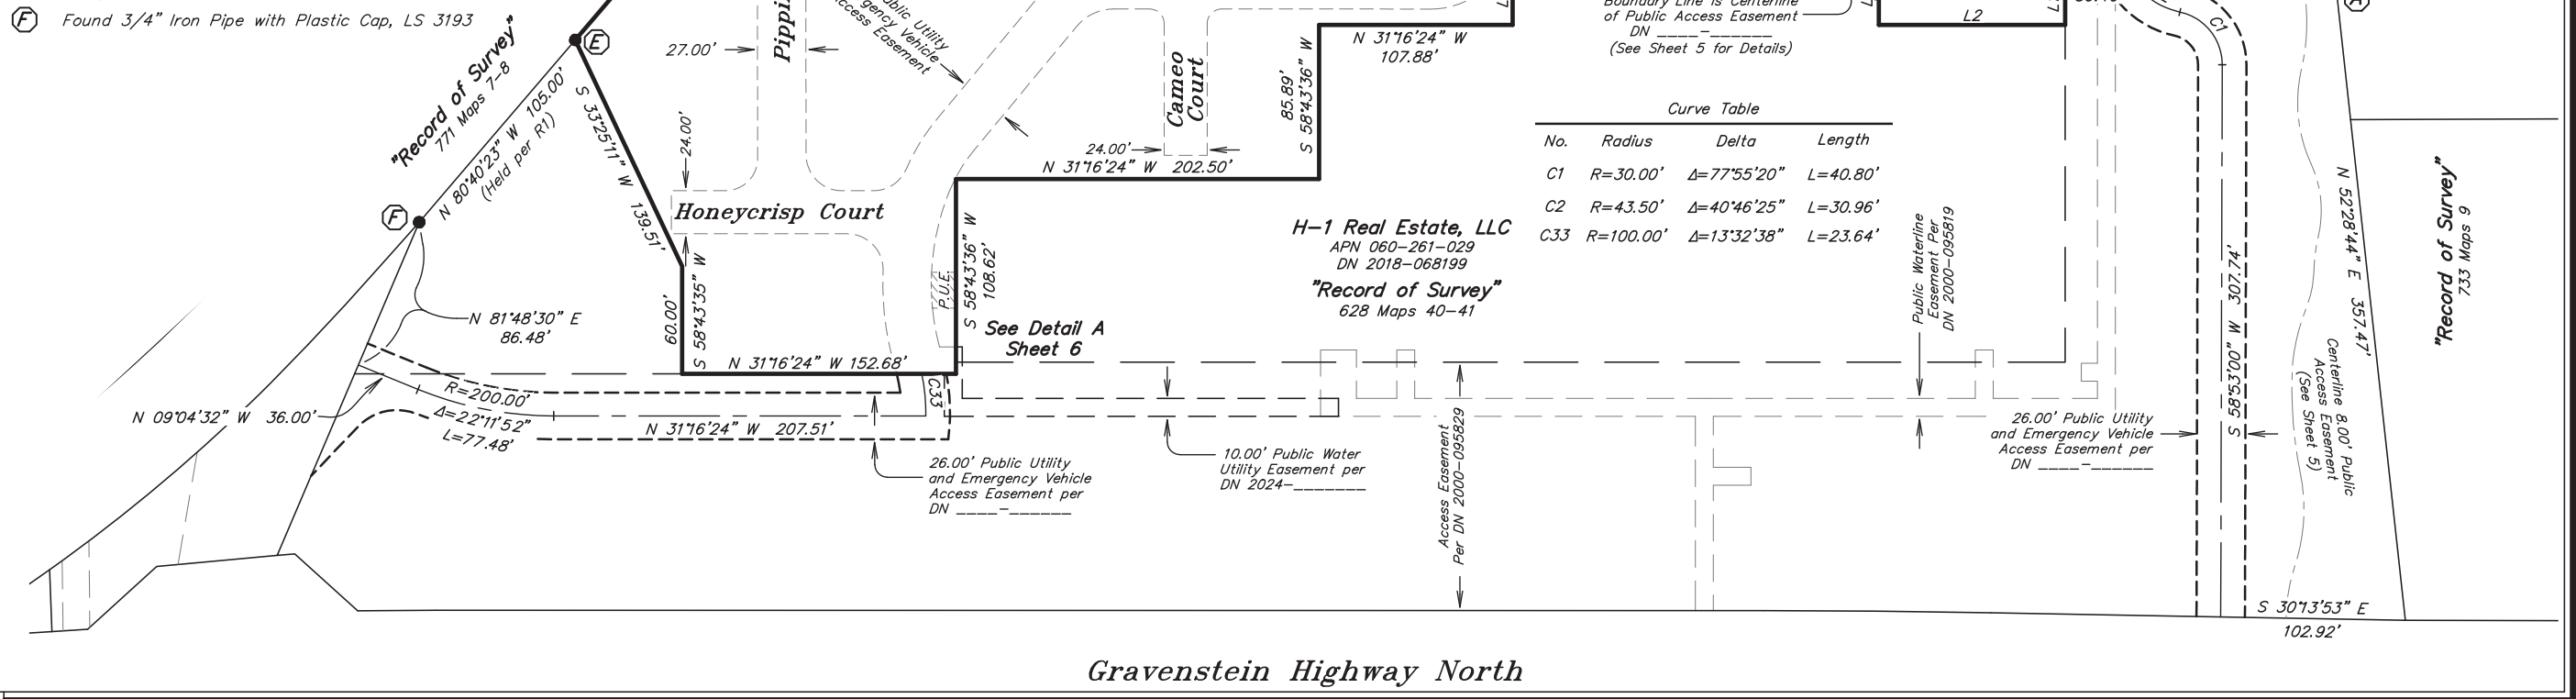 F Found 3/4" Iron Pipe with Plastic Cap, LS 3193
"Record of Survey"
771 Maps 7-8
N 80°40'23" W 105.00'
(Held per R1)
E
F
S 33°25'11" W 139.51'
27.00'
24.00'
Honeycrisp Court
Access Easement
Cameo
Court
24.00'
N 31°16'24" W 202.50'
85.89'
S 58°43'36" W
N 31°16'24" W
107.88'
Boundary Line is Centerline
of Public Access Easement
DN ____-______
(See Sheet 5 for Details)
L2
C1
Curve Table
No. Radius Delta Length
C1 R=30.00' Δ=77°55'20" L=40.80'
C2 R=43.50' Δ=40°46'25" L=30.96'
C33 R=100.00' Δ=13°32'38" L=23.64'
H-1 Real Estate, LLC
APN 060-261-029
DN 2018-068199
"Record of Survey"
628 Maps 40-41
Public Waterline
Easement Per
DN 2000-095819
P.U.E.
S 58°43'36" W
108.62'
See Detail A
Sheet 6
60.00'
S 58°43'35" W
N 31°16'24" W 152.68'
N 81°48'30" E
86.48'
N 09°04'32" W 36.00'
R=200.00'
Δ=22°11'52"
L=77.48'
C33
N 31°16'24" W 207.51'
26.00' Public Utility
and Emergency Vehicle
Access Easement per
DN ____-______
10.00' Public Water
Utility Easement per
DN 2024-_______
Access Easement
Per DN 2000-095829
26.00' Public Utility
and Emergency Vehicle
Access Easement per
DN ____-______
S 58°53'00" W 307.74'
Centerline 8.00' Public
Access Easement
(See Sheet 5)
N 52°28'44" E 357.47'
"Record of Survey"
733 Maps 9
S 30°13'53" E
102.92'
Gravenstein Highway North